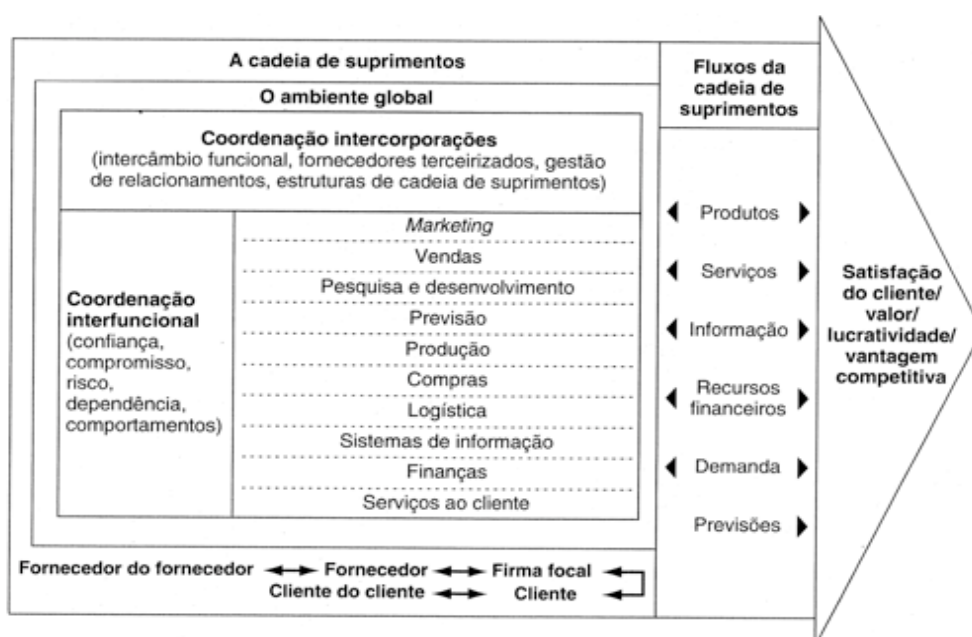 A cadeia de suprimentos
O ambiente global
Coordenação intercorporações
(intercâmbio funcional, fornecedores terceirizados, gestão
de relacionamentos, estruturas de cadeia de suprimentos)
Coordenação
interfuncional
(confiança,
compromisso,
risco,
dependência,
comportamentos)
Marketing
Vendas
Pesquisa e desenvolvimento
Previsão
Produção
Compras
Logística
Sistemas de informação
Finanças
Serviços ao cliente
Fornecedor do fornecedor Fornecedor Firma focal
Cliente do cliente Cliente
Fluxos da
cadeia de
suprimentos
Produtos
Serviços
Informação
Recursos
financeiros
Demanda
Previsões
Satisfação
do cliente/
valor/
lucratividade/
vantagem
competitiva